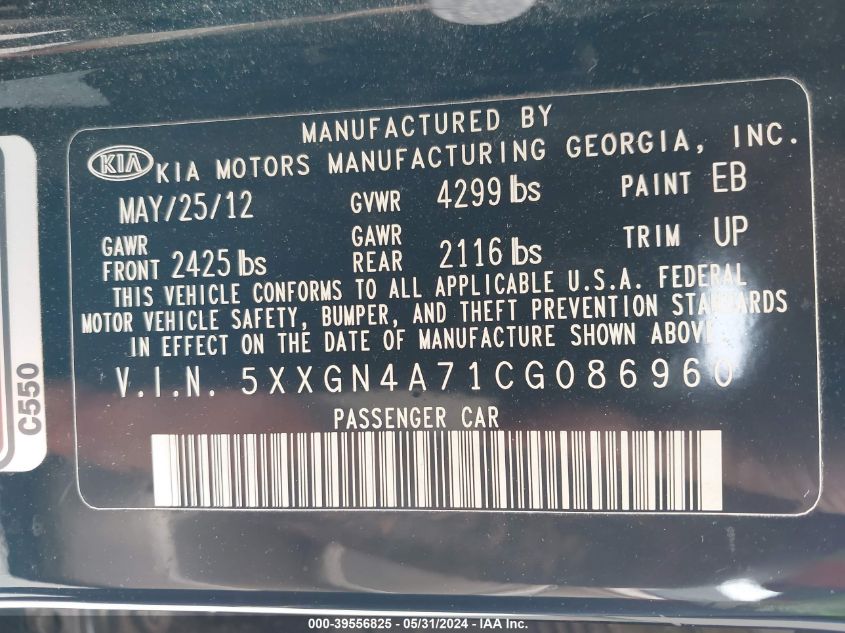 MANUFACTURED BY
KIA KIA MOTORS MANUFACTURING GEORGIA, INC.
MAY/25/12 GVWR 4299 lbs PAINT EB
GAWR FRONT 2425 lbs GAWR REAR 2116 lbs TRIM UP
THIS VEHICLE CONFORMS TO ALL APPLICABLE U.S.A. FEDERAL
MOTOR VEHICLE SAFETY, BUMPER, AND THEFT PREVENTION STANDARDS
IN EFFECT ON THE DATE OF MANUFACTURE SHOWN ABOVE.
V.I.N. 5XXGN4A71CG086960
PASSENGER CAR
C550
000-39556825 - 05/31/2024 - IAA Inc.